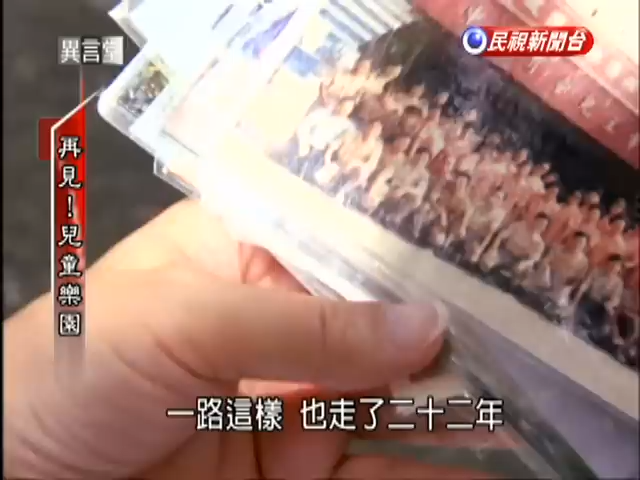 異言堂
民視新聞台
再見！兒童樂園
一路這樣 也走了二十二年